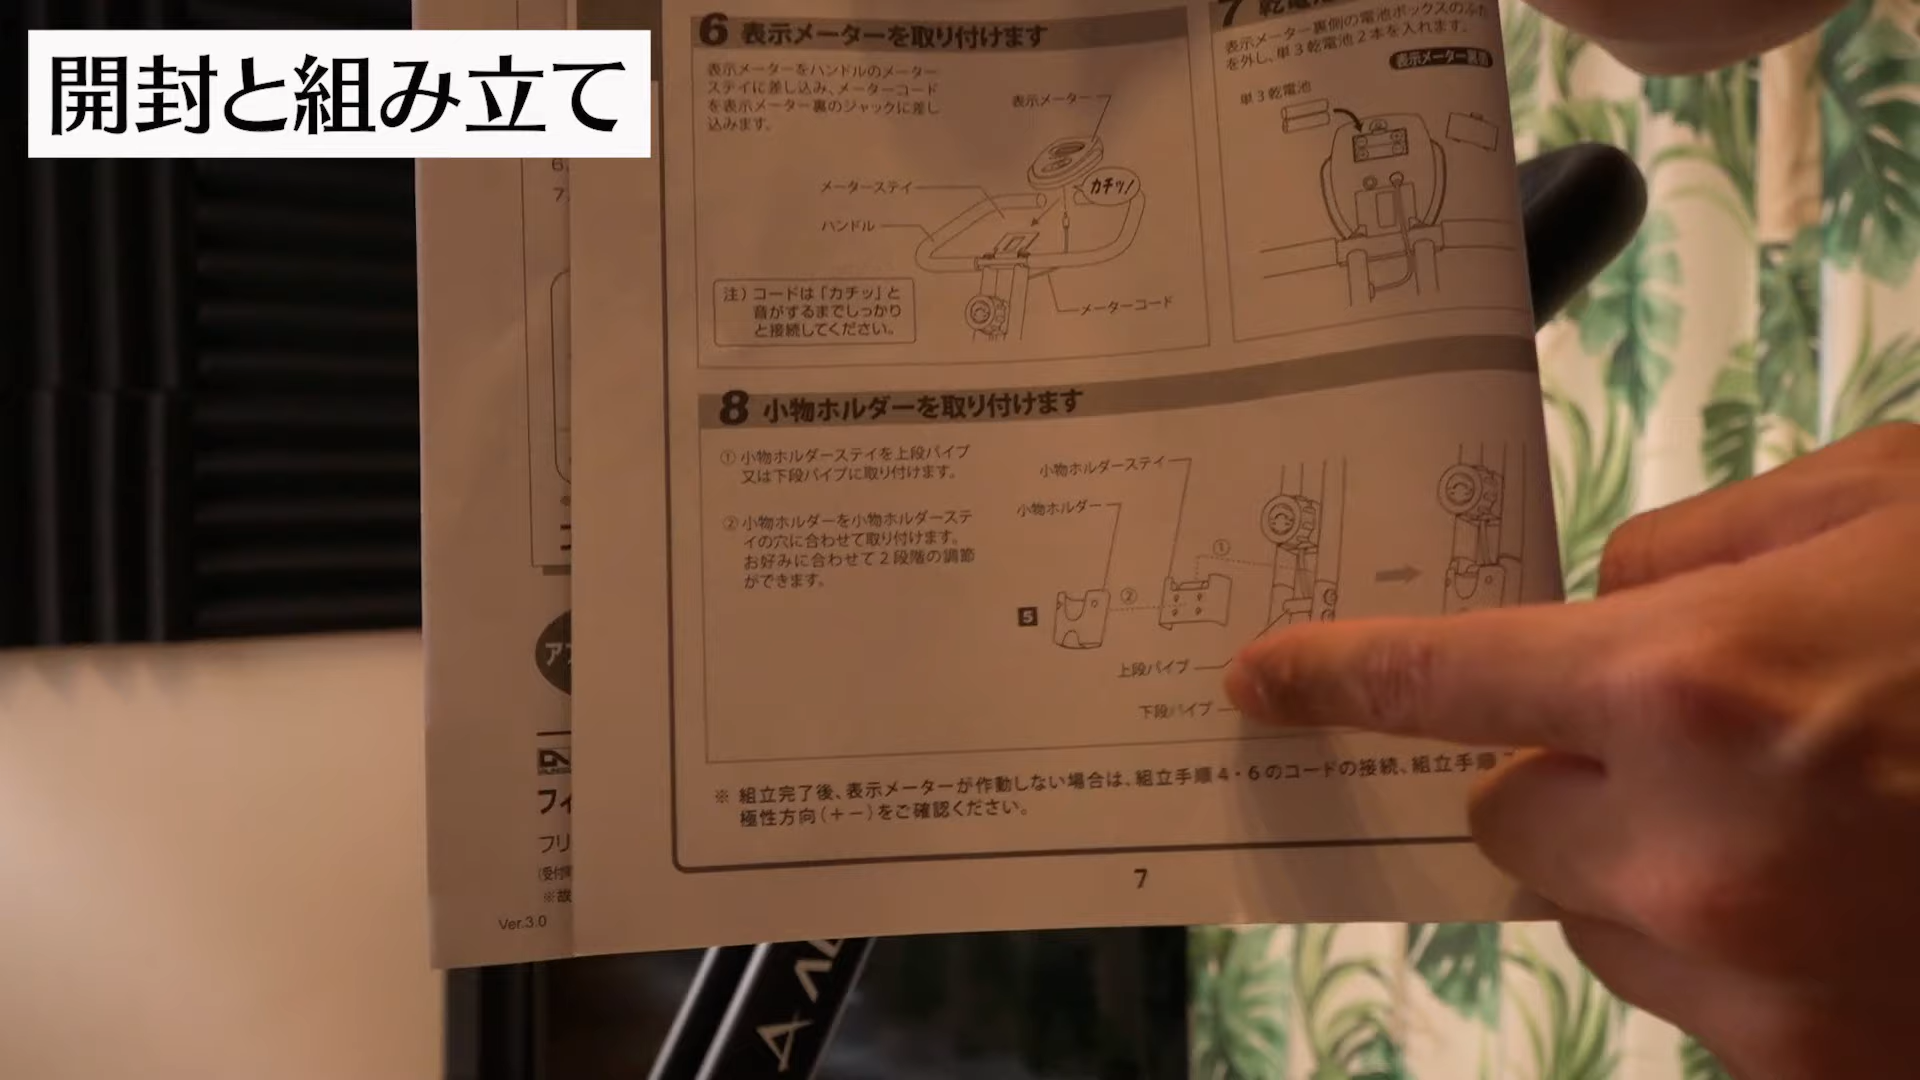 開封と組み立て
6 表示メーターを取り付けます
表示メーターをハンドルのメーター
ステイに差し込み、メーターコード
を表示メーター裏のジャックに差し
込みます。
表示メーター
カチッ!
メーターステイ
ハンドル
メーターコード
注）コードは「カチッ」と
音がするまでしっかり
と接続してください。
7
表示メーター裏側の電池ボックスのふた
を外し、単3乾電池2本を入れます。
表示メーター裏側
単3乾電池
8 小物ホルダーを取り付けます
① 小物ホルダーステイを上段パイプ
又は下段パイプに取り付けます。
② 小物ホルダーを小物ホルダーステ
イの穴に合わせて取り付けます。
お好みに合わせて2段階の調節
ができます。
小物ホルダーステイ
小物ホルダー
①
②
5
上段パイプ
下段パイプ
※ 組立完了後、表示メーターが作動しない場合は、組立手順4・6のコードの接続、組立手順
極性方向(＋－)をご確認ください。
7
6
7
フリ
Ver.3.0